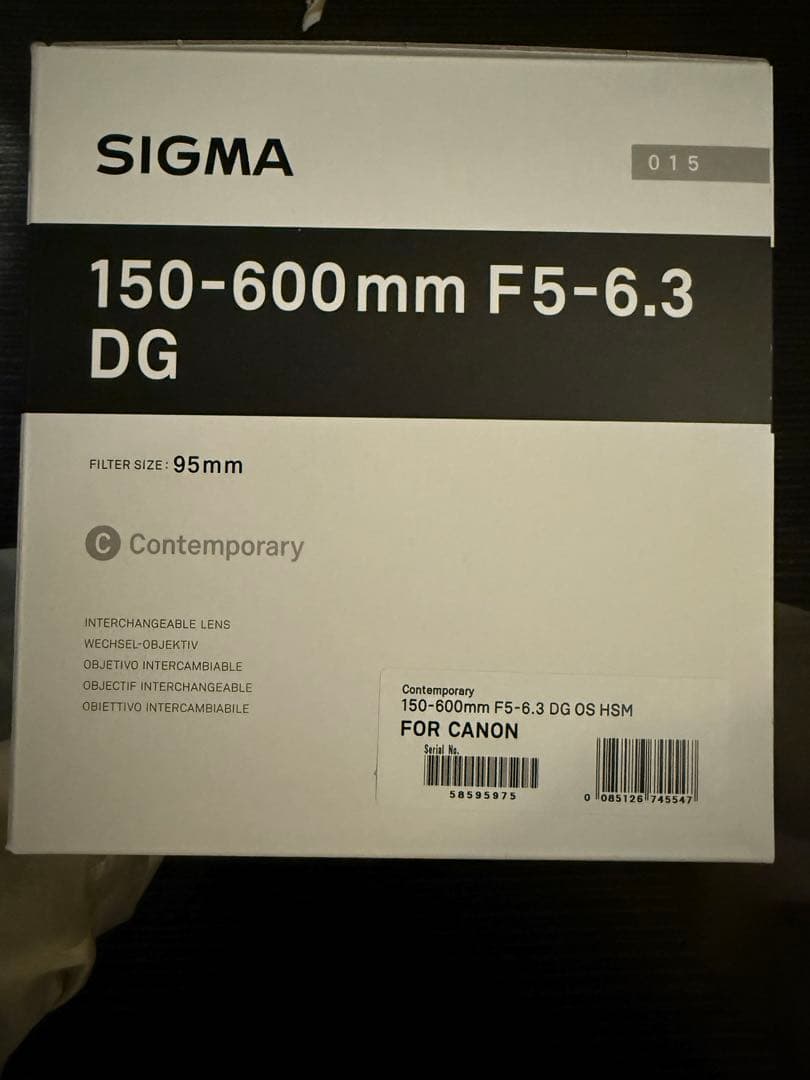 SIGMA
015
150-600mm F5-6.3
DG
FILTER SIZE: 95mm
C Contemporary
INTERCHANGEABLE LENS
WECHSEL-OBJEKTIV
OBJETIVO INTERCAMBIABLE
OBJECTIF INTERCHANGEABLE
OBIETTIVO INTERCAMBIABILE
Contemporary
150-600mm F5-6.3 DG OS HSM
FOR CANON
Serial No.
58595975
0 085126 745547